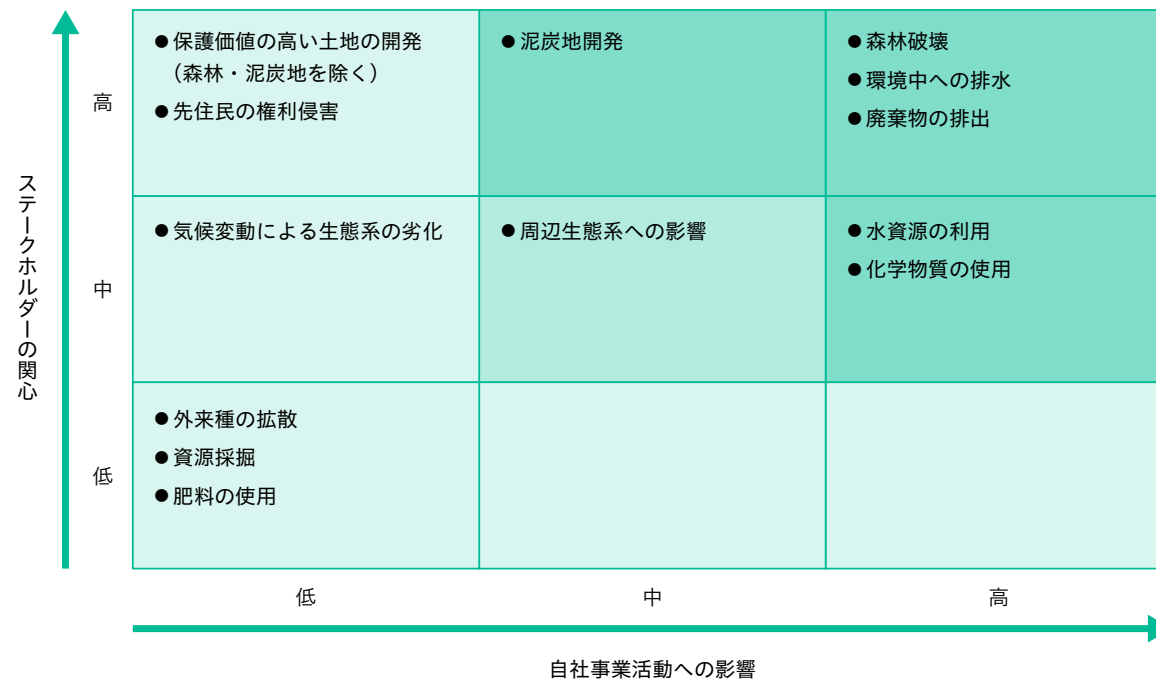 ステークホルダーの関心
高
●保護価値の高い土地の開発
（森林・泥炭地を除く）
●先住民の権利侵害
●泥炭地開発
●森林破壊
●環境中への排水
●廃棄物の排出
中
●気候変動による生態系の劣化
●周辺生態系への影響
●水資源の利用
●化学物質の使用
低
●外来種の拡散
●資源採掘
●肥料の使用
低
中
高
自社事業活動への影響